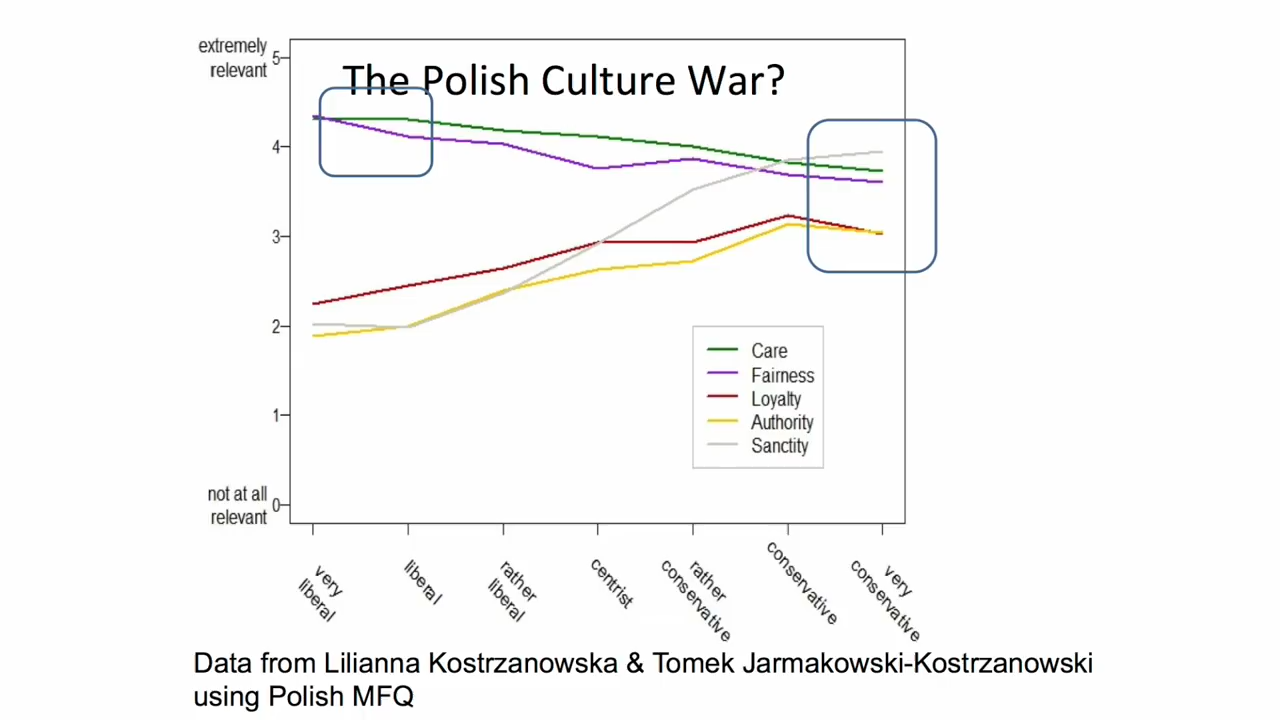 The Polish Culture War?
extremely
relevant
5
4
3
2
1
not at all
relevant
0
Care
Fairness
Loyalty
Authority
Sanctity
very
liberal
liberal
rather
liberal
centrist
rather
conservative
conservative
very
conservative
Data from Lilianna Kostrzanowska & Tomek Jarmakowski-Kostrzanowski
using Polish MFQ